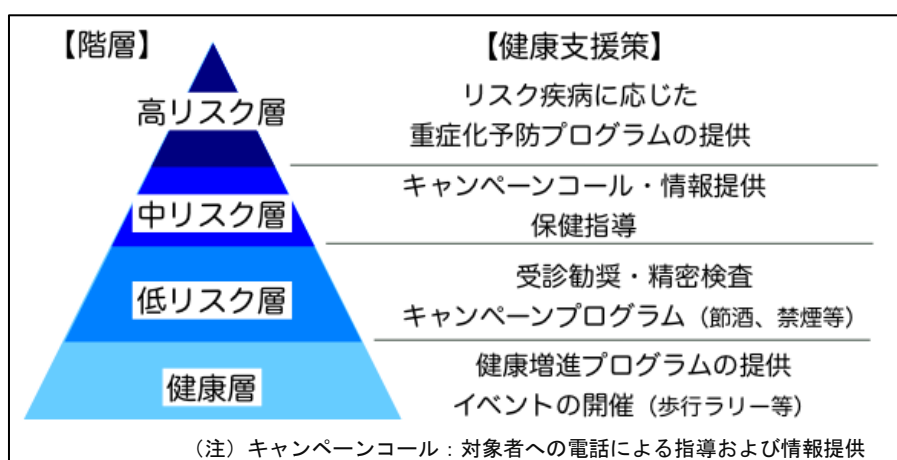 【階層】
【健康支援策】
高リスク層
リスク疾病に応じた
重症化予防プログラムの提供
中リスク層
キャンペーンコール・情報提供
保健指導
低リスク層
受診勧奨・精密検査
キャンペーンプログラム（節酒、禁煙等）
健康層
健康増進プログラムの提供
イベントの開催（歩行ラリー等）
（注）キャンペーンコール：対象者への電話による指導および情報提供